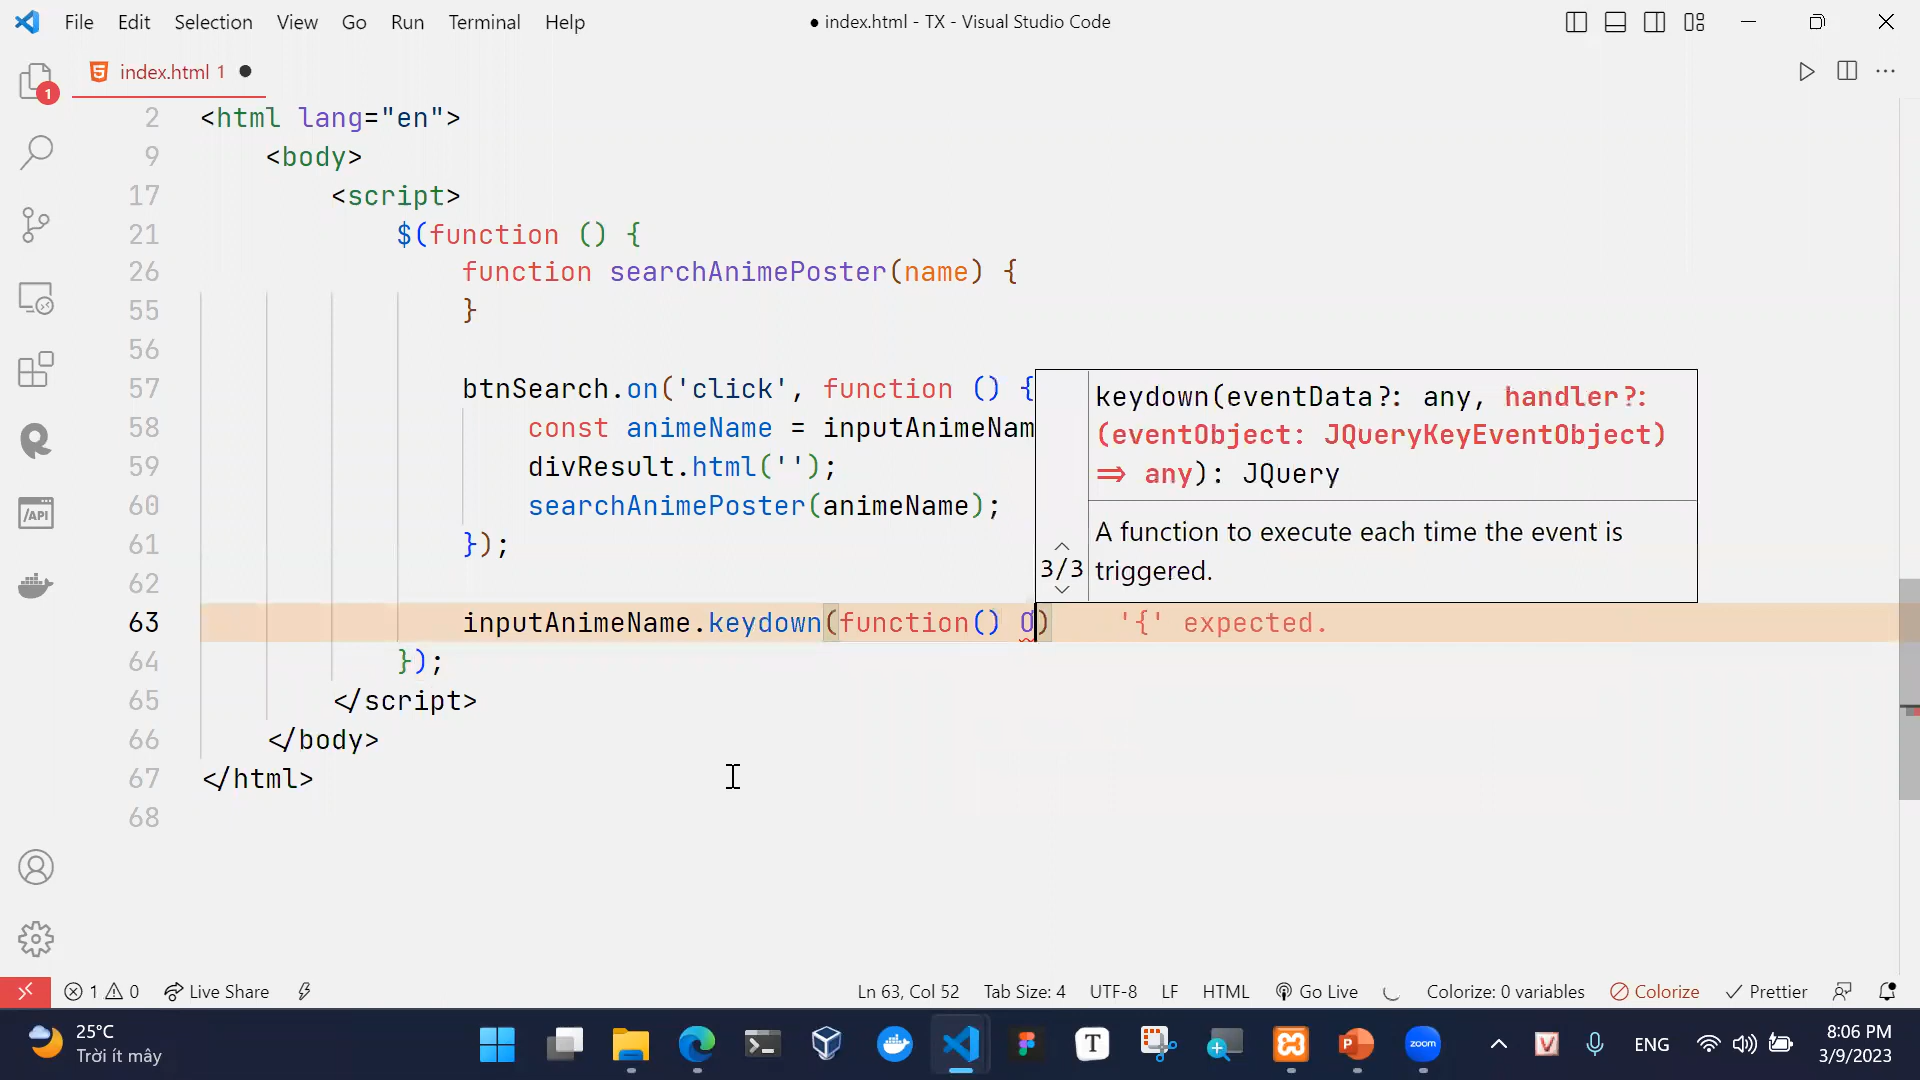 File Edit Selection View Go Run Terminal Help
● index.html - TX - Visual Studio Code
index.html 1 ●
1
2 <html lang="en">
9 <body>
17 <script>
21 $(function () {
26 function searchAnimePoster(name) {
55 }
56
57 btnSearch.on('click', function () {
58 const animeName = inputAnimeNam
59 divResult.html('');
60 searchAnimePoster(animeName);
61 });
62
63 inputAnimeName.keydown(function() O) '{' expected.
64 });
65 </script>
66 </body>
67 </html>
68
keydown(eventData?: any, handler?:
(eventObject: JQueryKeyEventObject)
=> any): JQuery
3/3
A function to execute each time the event is
triggered.
/API
1 0 Live Share Ln 63, Col 52 Tab Size: 4 UTF-8 LF HTML Go Live Colorize: 0 variables Colorize Prettier
25°C
Trời ít mây
T
zoom
V
ENG
8:06 PM
3/9/2023